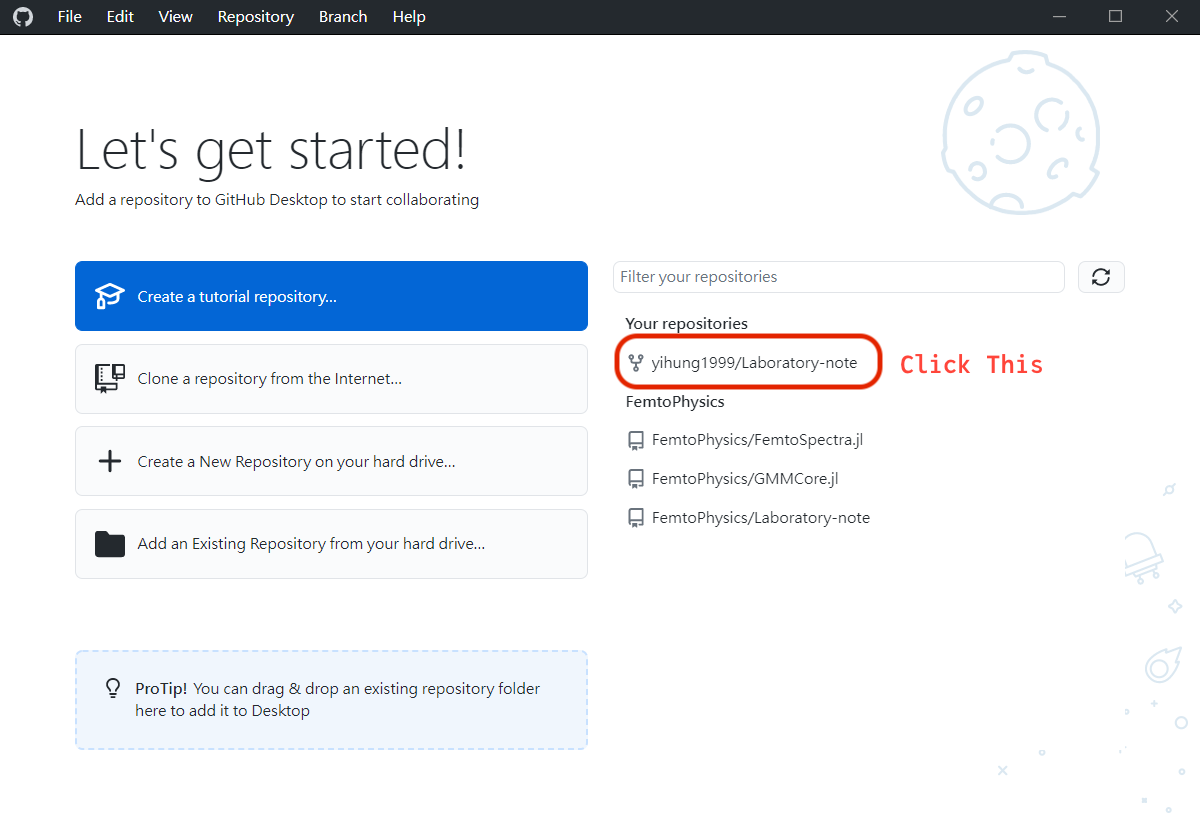 File Edit View Repository Branch Help
Let's get started!
Add a repository to GitHub Desktop to start collaborating
Create a tutorial repository...
Clone a repository from the Internet...
Create a New Repository on your hard drive...
Add an Existing Repository from your hard drive...
ProTip! You can drag & drop an existing repository folder
here to add it to Desktop
Filter your repositories
Your repositories
yihung1999/Laboratory-note
Click This
FemtoPhysics
FemtoPhysics/FemtoSpectra.jl
FemtoPhysics/GMMCore.jl
FemtoPhysics/Laboratory-note